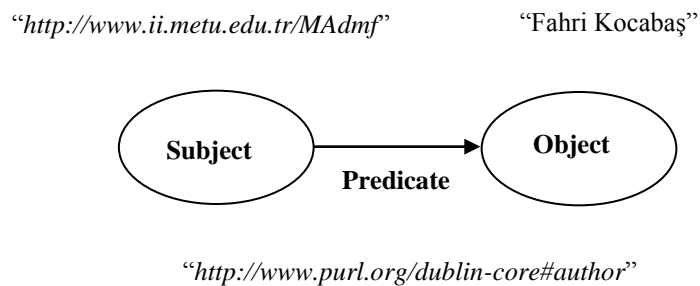 “http://www.ii.metu.edu.tr/MAdmf” “Fahri Kocabaş”
Subject Object
Predicate
“http://www.purl.org/dublin-core#author”